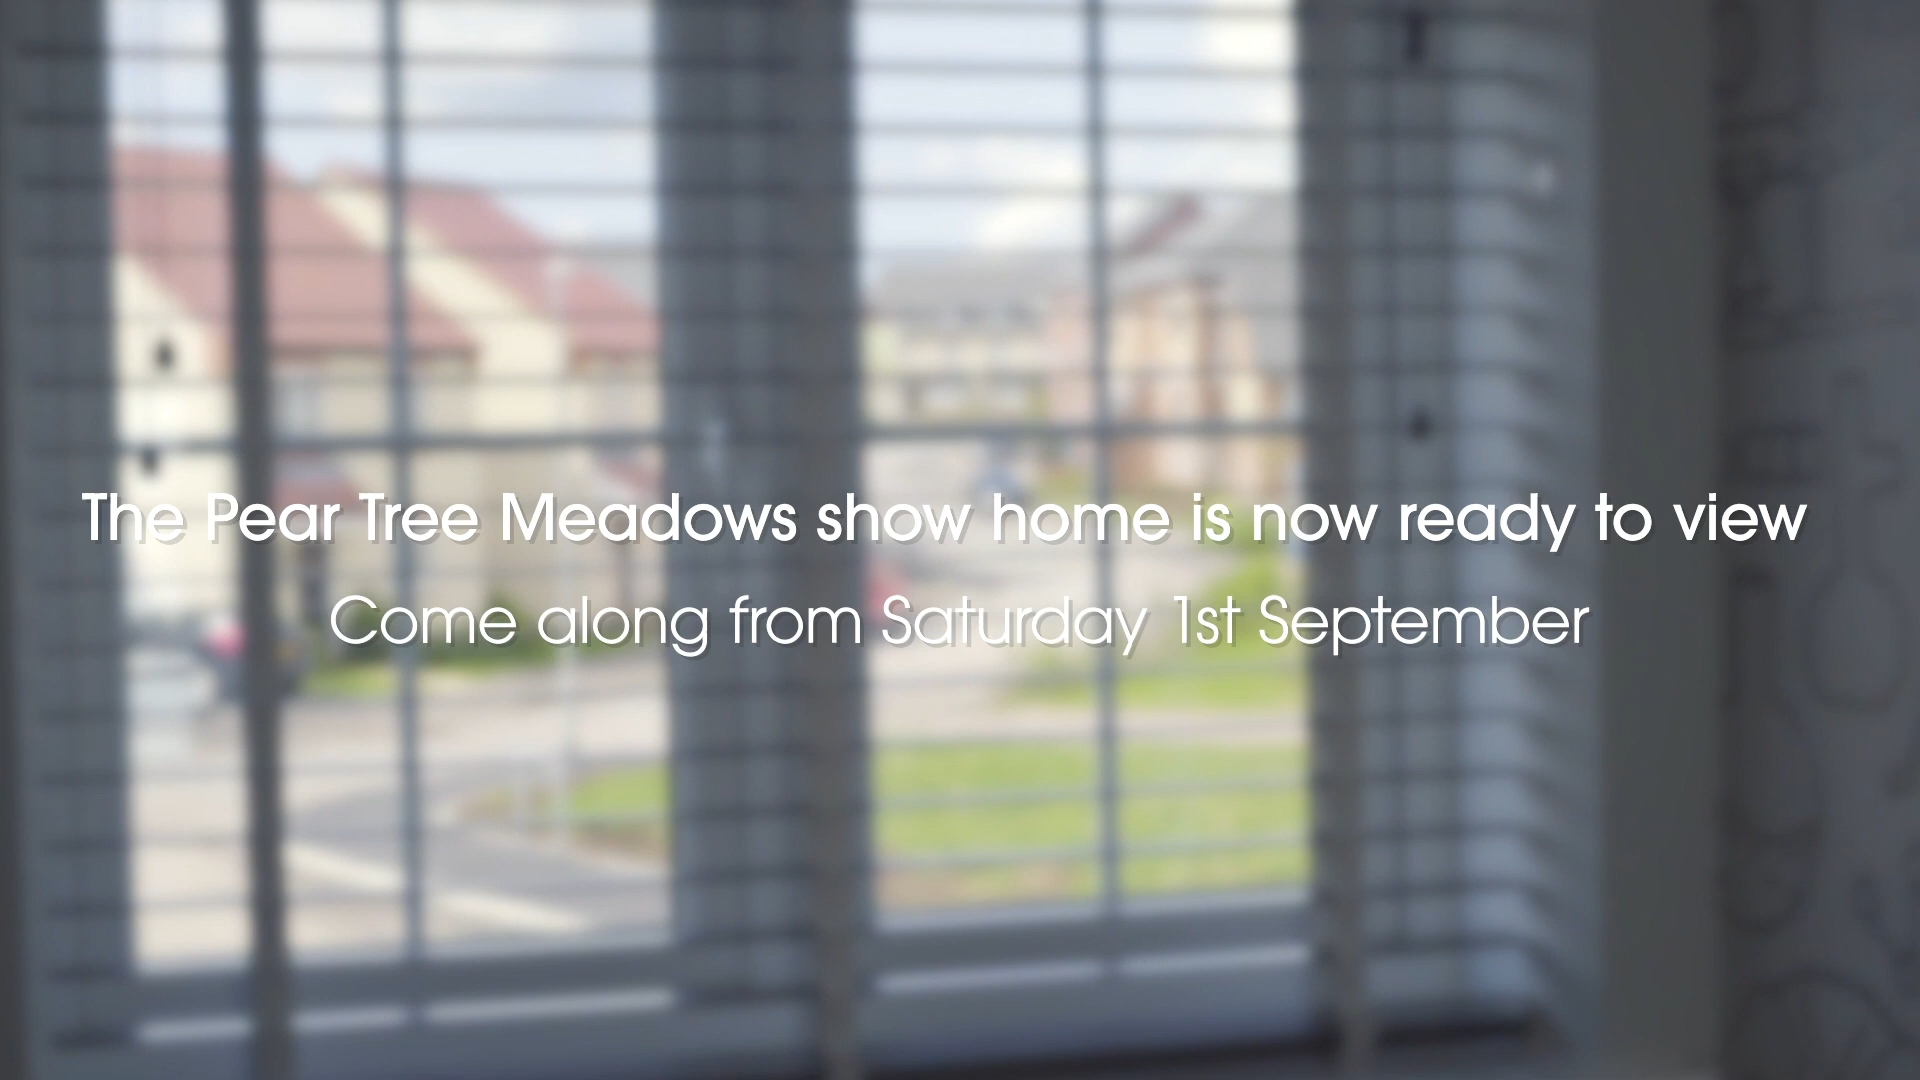 The Pear Tree Meadows show home is now ready to view
Come along from Saturday 1st September